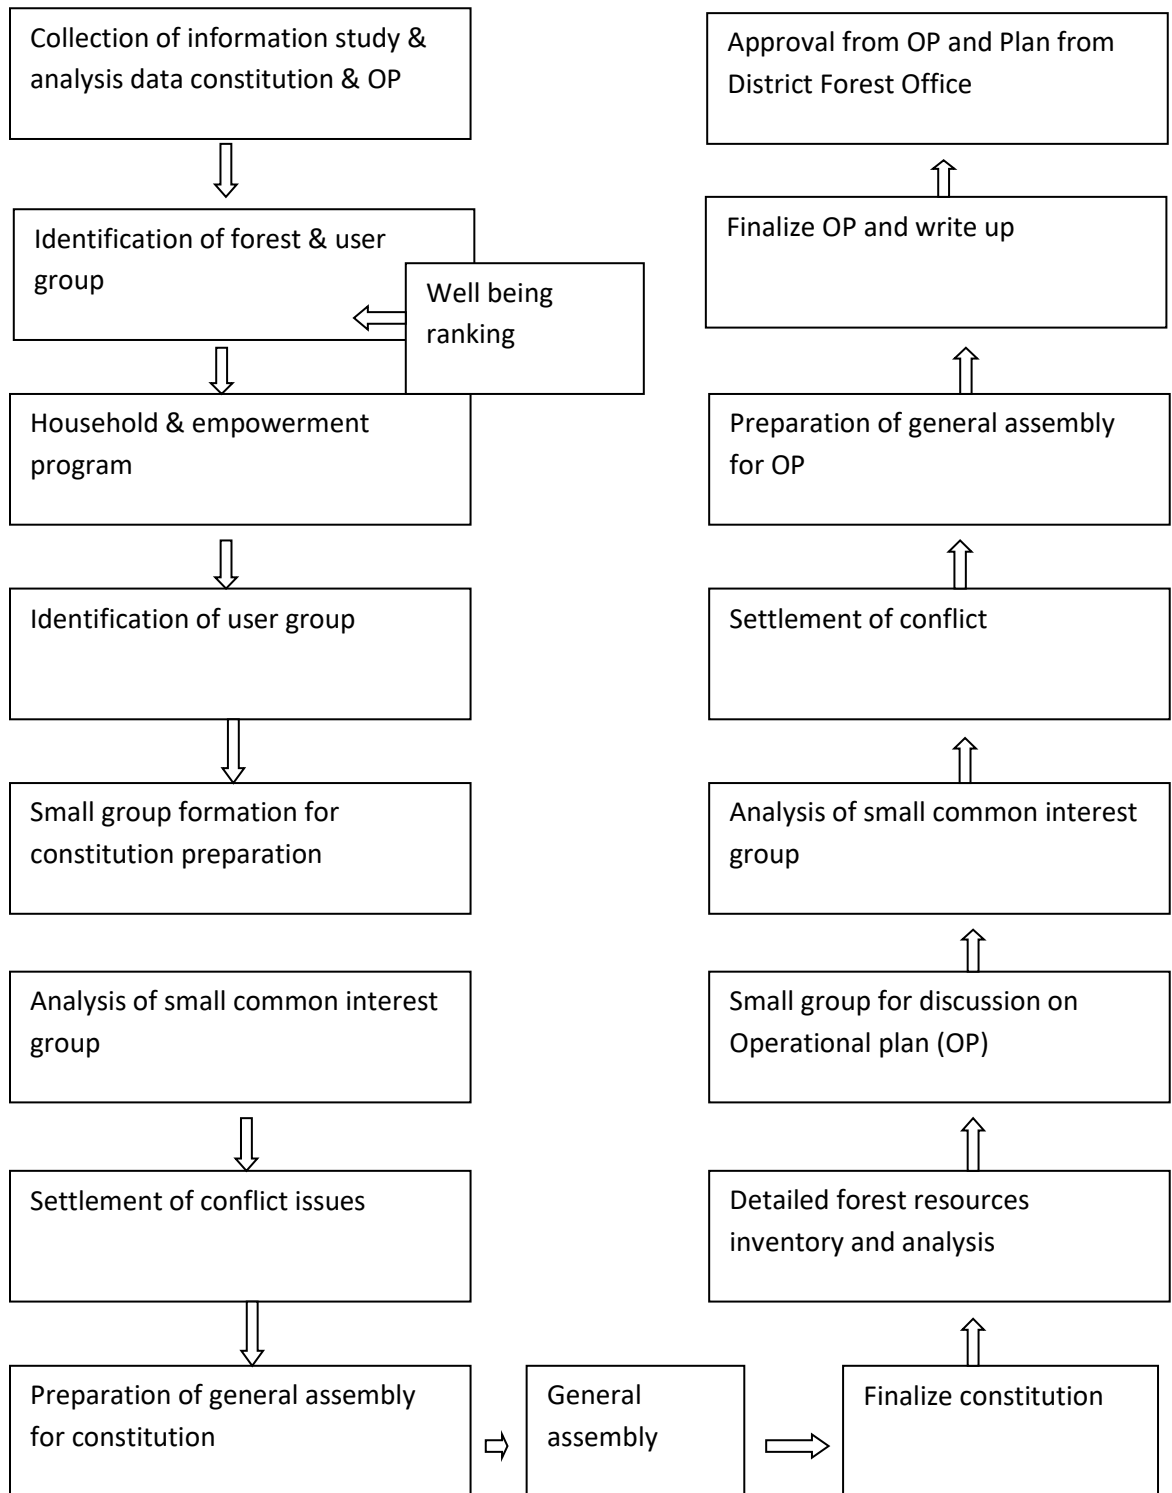 Collection of information study &
analysis data constitution & OP
Identification of forest & user
group
Well being
ranking
Household & empowerment
program
Identification of user group
Small group formation for
constitution preparation
Analysis of small common interest
group
Settlement of conflict issues
Preparation of general assembly
for constitution
General
assembly
Finalize constitution
Detailed forest resources
inventory and analysis
Small group for discussion on
Operational plan (OP)
Analysis of small common interest
group
Settlement of conflict
Preparation of general assembly
for OP
Finalize OP and write up
Approval from OP and Plan from
District Forest Office